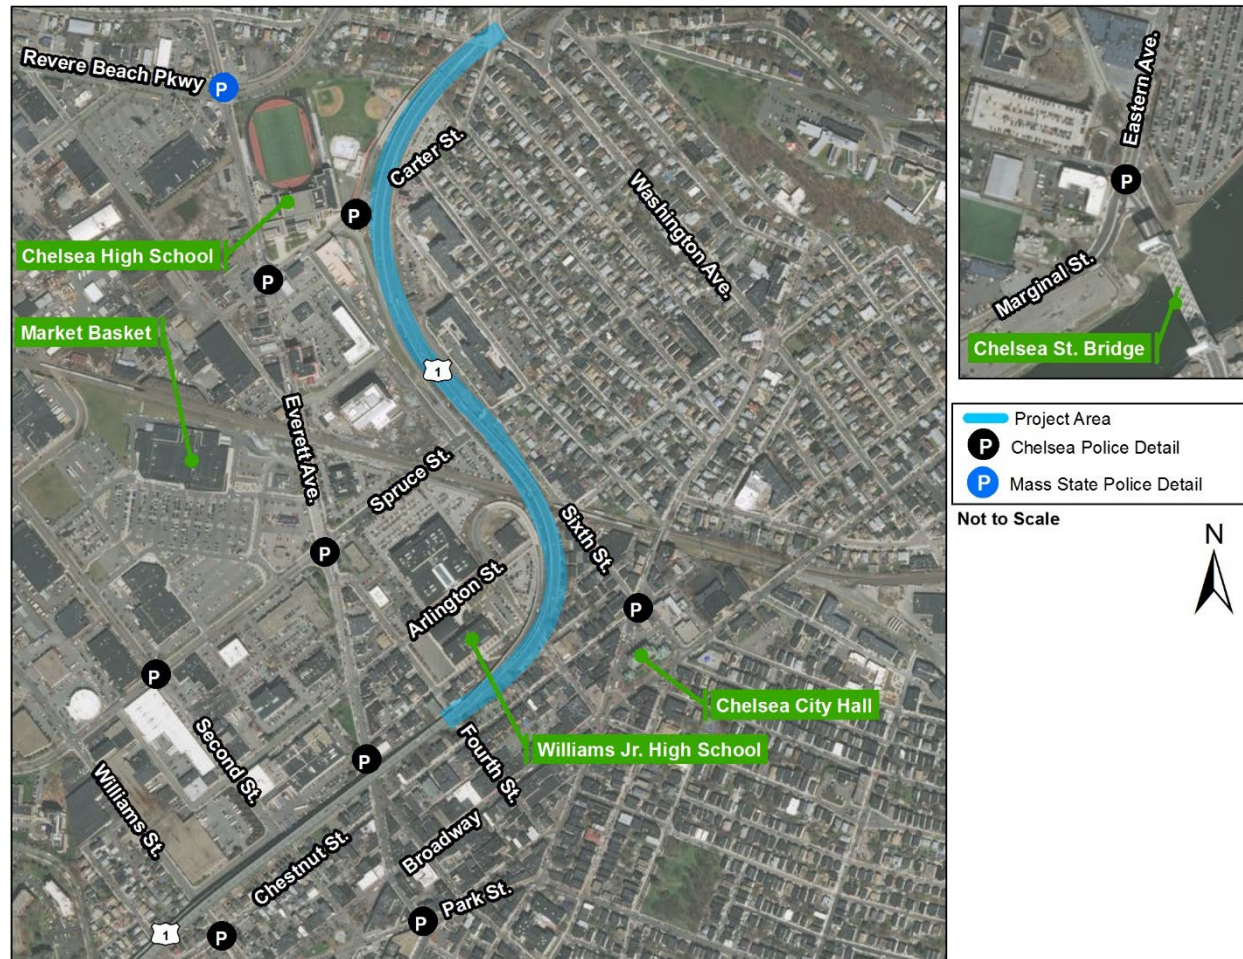 Revere Beach Pkwy
P
Carter St.
Washington Ave.
P
Chelsea High School
P
Market Basket
1
Everett Ave.
Spruce St.
Sixth St.
P
Arlington St.
P
P
Chelsea City Hall
Williams Jr. High School
Second St.
Fourth St.
P
Williams St.
Chestnut St.
Broadway
Park St.
P
1
P
Eastern Ave.
P
Marginal St.
Chelsea St. Bridge
Project Area
P Chelsea Police Detail
P Mass State Police Detail
Not to Scale
N